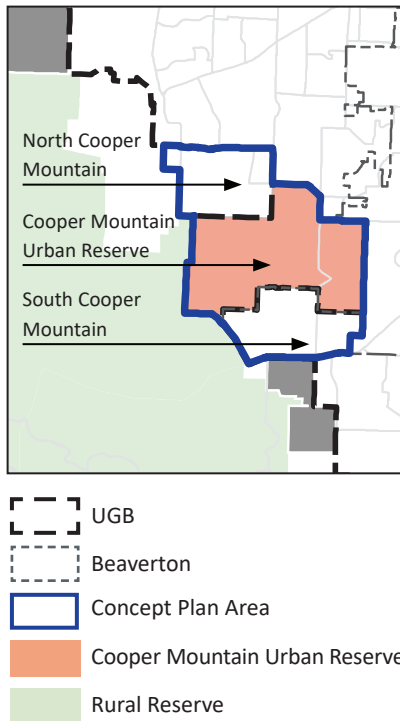 North Cooper
Mountain
Cooper Mountain
Urban Reserve
South Cooper
Mountain
UGB
Beaverton
Concept Plan Area
Cooper Mountain Urban Reserve
Rural Reserve